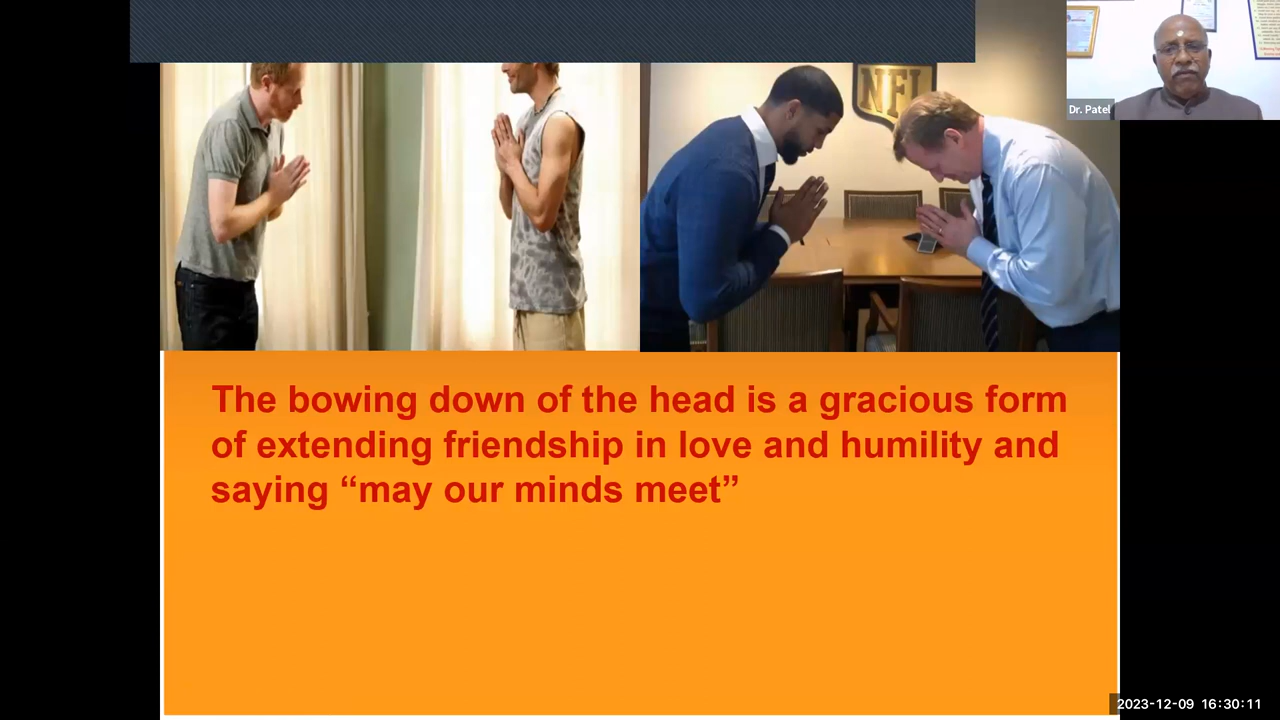 NFL
Dr. Patel
The bowing down of the head is a gracious form
of extending friendship in love and humility and
saying “may our minds meet”
2023-12-09 16:30:11